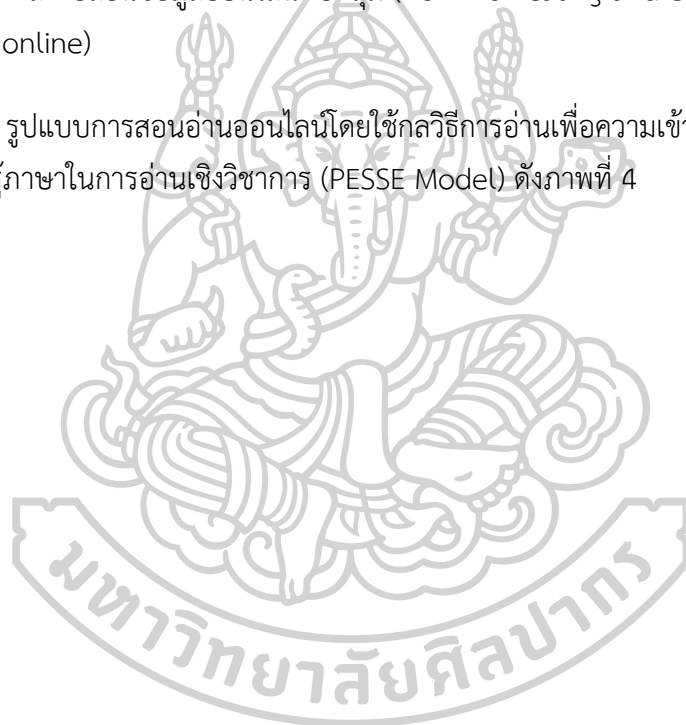 online)
รูปแบบการสอนอ่านออนไลน์โดยใช้กลวิธีการอ่านเพื่อความเข้า
ภาษาในการอ่านเชิงวิชาการ (PESSE Model) ดังภาพที่ 4
มหาวิทยาลัยศิลปากร